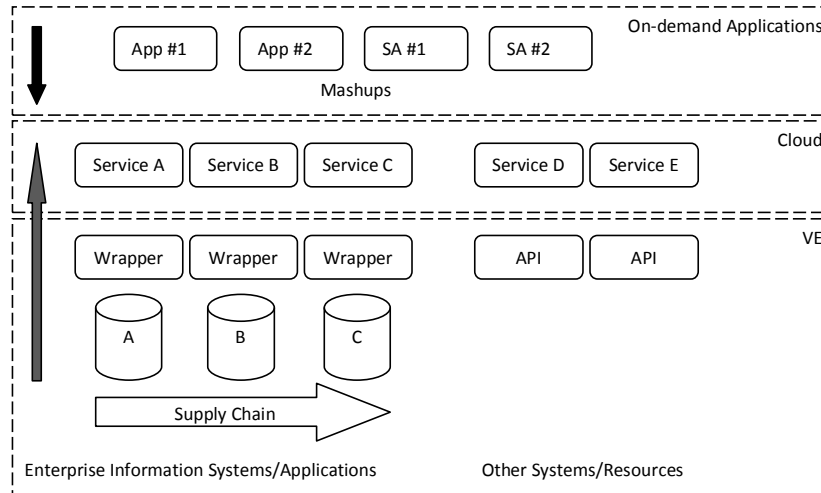 On-demand Applications
App #1 App #2 SA #1 SA #2
Mashups
Cloud
Service A Service B Service C Service D Service E
VE
Wrapper Wrapper Wrapper API API
A B C
Supply Chain
Enterprise Information Systems/Applications Other Systems/Resources